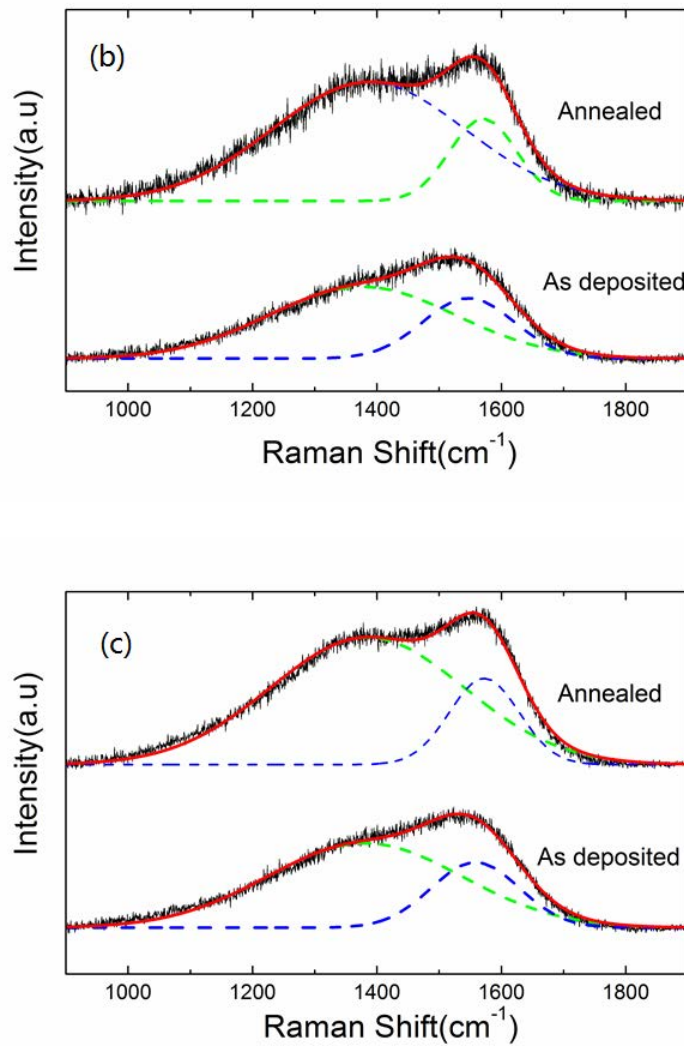 (b)
Annealed
As deposited
Intensity(a.u)
1000 1200 1400 1600 1800
Raman Shift(cm⁻¹)
(c)
Annealed
As deposited
Intensity(a.u)
1000 1200 1400 1600 1800
Raman Shift(cm⁻¹)